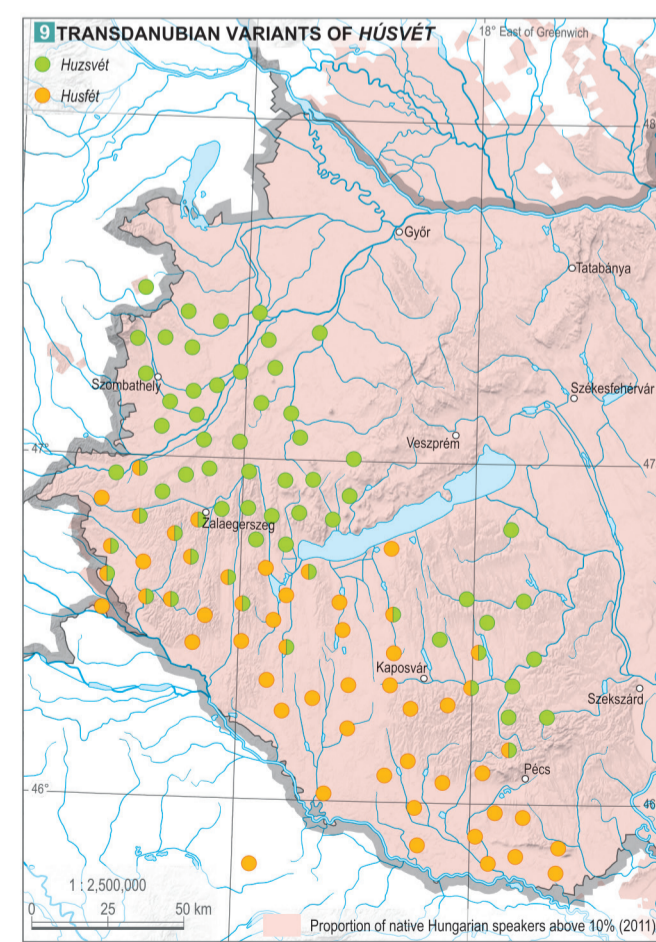 9 TRANSDANUBIAN VARIANTS OF HÚSVÉT
18° East of Greenwich
Huzsvét
Husfét
48
Győr
Tatabánya
Szombathely
Székesfehérvár
Veszprém
47°
47
Zalaegerszeg
Kaposvár
Szekszárd
Pécs
46°
46
1 : 2,500,000
0 25 50 km
Proportion of native Hungarian speakers above 10% (2011)